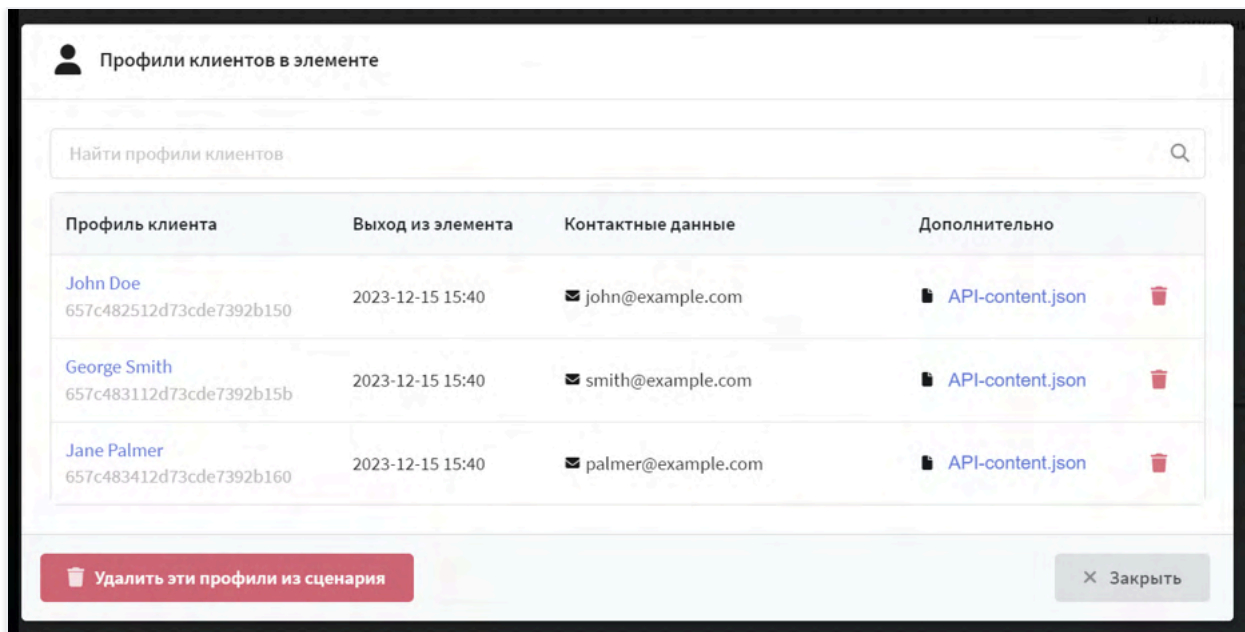 Профили клиентов в элементе
Найти профили клиентов
Профиль клиента Выход из элемента Контактные данные Дополнительно
John Doe
657c482512d73cde7392b150 2023-12-15 15:40 john@example.com API-content.json
George Smith
657c483112d73cde7392b15b 2023-12-15 15:40 smith@example.com API-content.json
Jane Palmer
657c483412d73cde7392b160 2023-12-15 15:40 palmer@example.com API-content.json
Удалить эти профили из сценария
Закрыть